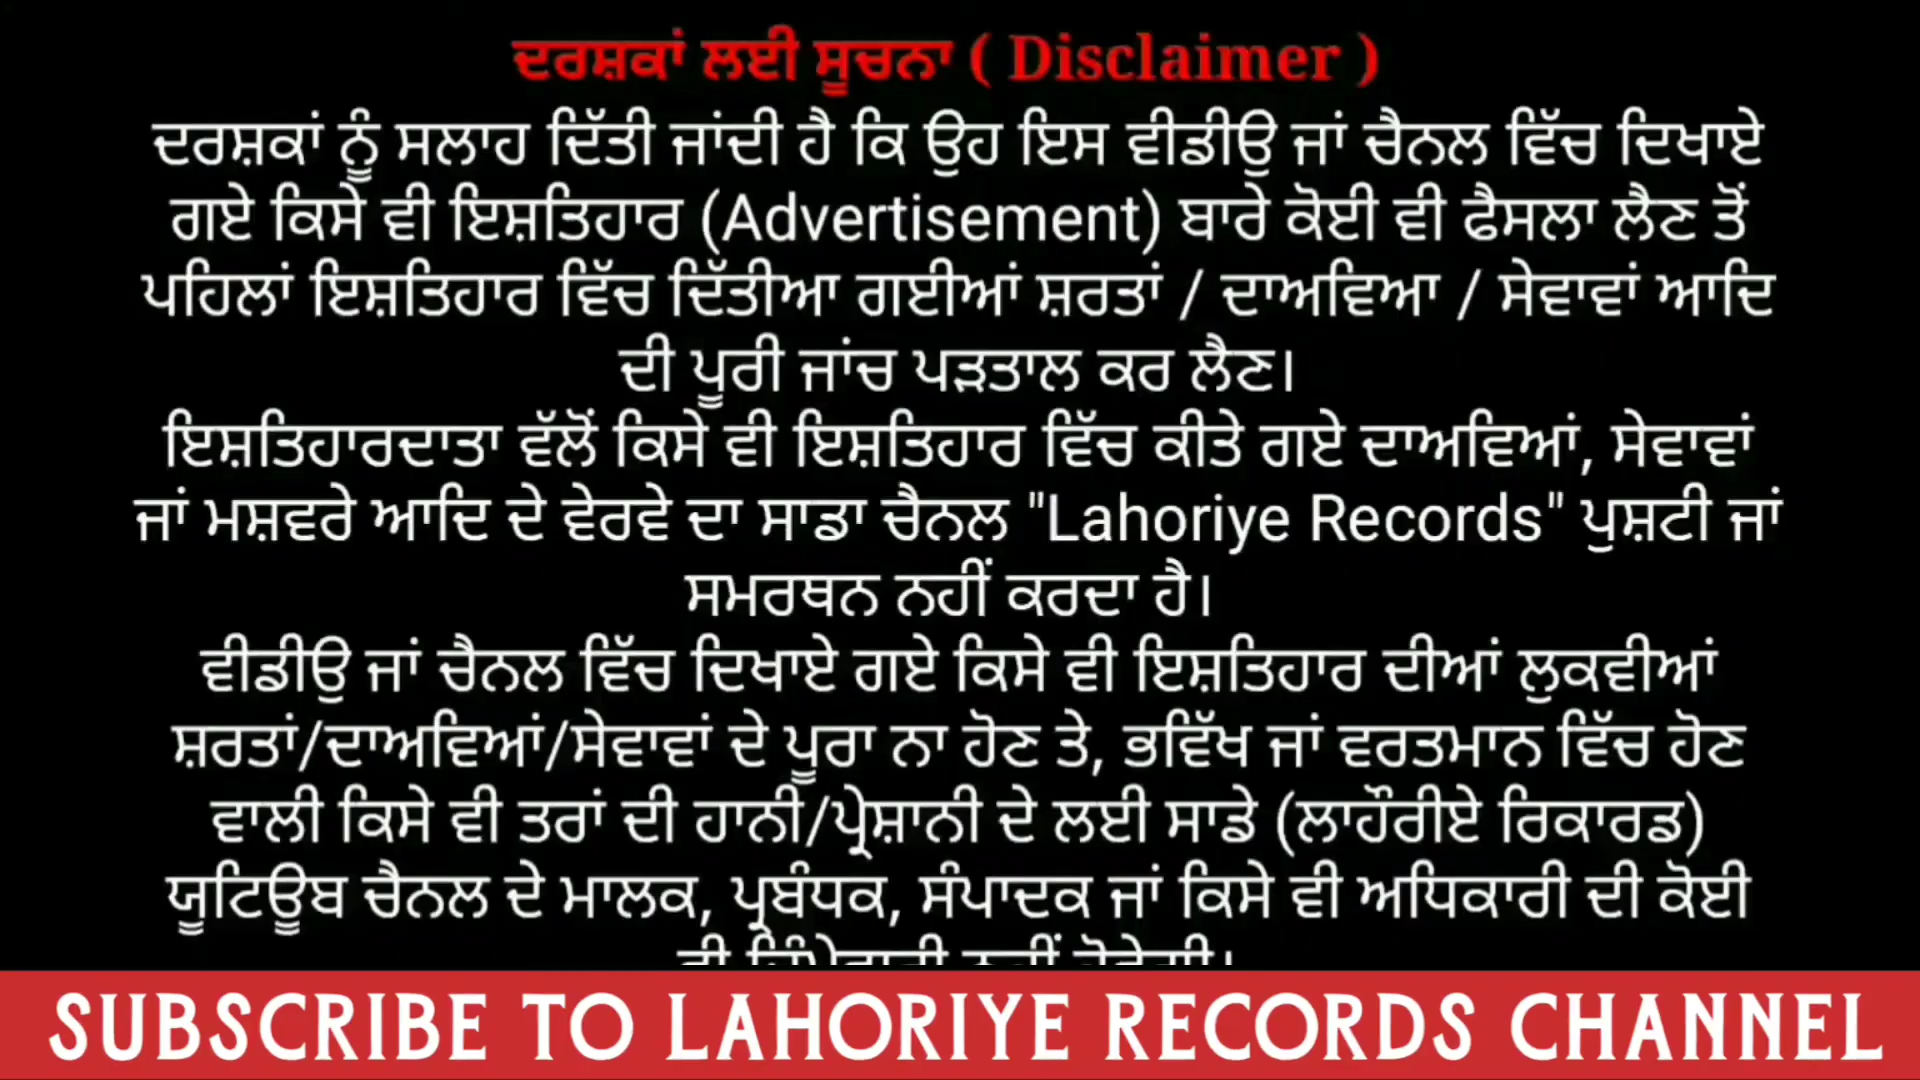 ਦਰਸ਼ਕਾਂ ਲਈ ਸੂਚਨਾ ( Disclaimer )
ਦਰਸ਼ਕਾਂ ਨੂੰ ਸਲਾਹ ਦਿੱਤੀ ਜਾਂਦੀ ਹੈ ਕਿ ਉਹ ਇਸ ਵੀਡੀਉ ਜਾਂ ਚੈਨਲ ਵਿੱਚ ਦਿਖਾਏ
ਗਏ ਕਿਸੇ ਵੀ ਇਸ਼ਤਿਹਾਰ (Advertisement) ਬਾਰੇ ਕੋਈ ਵੀ ਫੈਸਲਾ ਲੈਣ ਤੋਂ
ਪਹਿਲਾਂ ਇਸ਼ਤਿਹਾਰ ਵਿੱਚ ਦਿੱਤੀਆ ਗਈਆਂ ਸ਼ਰਤਾਂ / ਦਾਅਵਿਆ / ਸੇਵਾਵਾਂ ਆਦਿ
ਦੀ ਪੂਰੀ ਜਾਂਚ ਪੜਤਾਲ ਕਰ ਲੈਣ।
ਇਸ਼ਤਿਹਾਰਦਾਤਾ ਵੱਲੋਂ ਕਿਸੇ ਵੀ ਇਸ਼ਤਿਹਾਰ ਵਿੱਚ ਕੀਤੇ ਗਏ ਦਾਅਵਿਆਂ, ਸੇਵਾਵਾਂ
ਜਾਂ ਮਸ਼ਵਰੇ ਆਦਿ ਦੇ ਵੇਰਵੇ ਦਾ ਸਾਡਾ ਚੈਨਲ "Lahoriye Records" ਪੁਸ਼ਟੀ ਜਾਂ
ਸਮਰਥਨ ਨਹੀਂ ਕਰਦਾ ਹੈ।
ਵੀਡੀਉ ਜਾਂ ਚੈਨਲ ਵਿੱਚ ਦਿਖਾਏ ਗਏ ਕਿਸੇ ਵੀ ਇਸ਼ਤਿਹਾਰ ਦੀਆਂ ਲੁਕਵੀਆਂ
ਸ਼ਰਤਾਂ/ਦਾਅਵਿਆਂ/ਸੇਵਾਵਾਂ ਦੇ ਪੂਰਾ ਨਾ ਹੋਣ ਤੇ, ਭਵਿੱਖ ਜਾਂ ਵਰਤਮਾਨ ਵਿੱਚ ਹੋਣ
ਵਾਲੀ ਕਿਸੇ ਵੀ ਤਰਾਂ ਦੀ ਹਾਨੀ/ਪ੍ਰੇਸ਼ਾਨੀ ਦੇ ਲਈ ਸਾਡੇ (ਲਾਹੌਰੀਏ ਰਿਕਾਰਡ)
ਯੂਟਿਊਬ ਚੈਨਲ ਦੇ ਮਾਲਕ, ਪ੍ਰਬੰਧਕ, ਸੰਪਾਦਕ ਜਾਂ ਕਿਸੇ ਵੀ ਅਧਿਕਾਰੀ ਦੀ ਕੋਈ
SUBSCRIBE TO LAHORIYE RECORDS CHANNEL